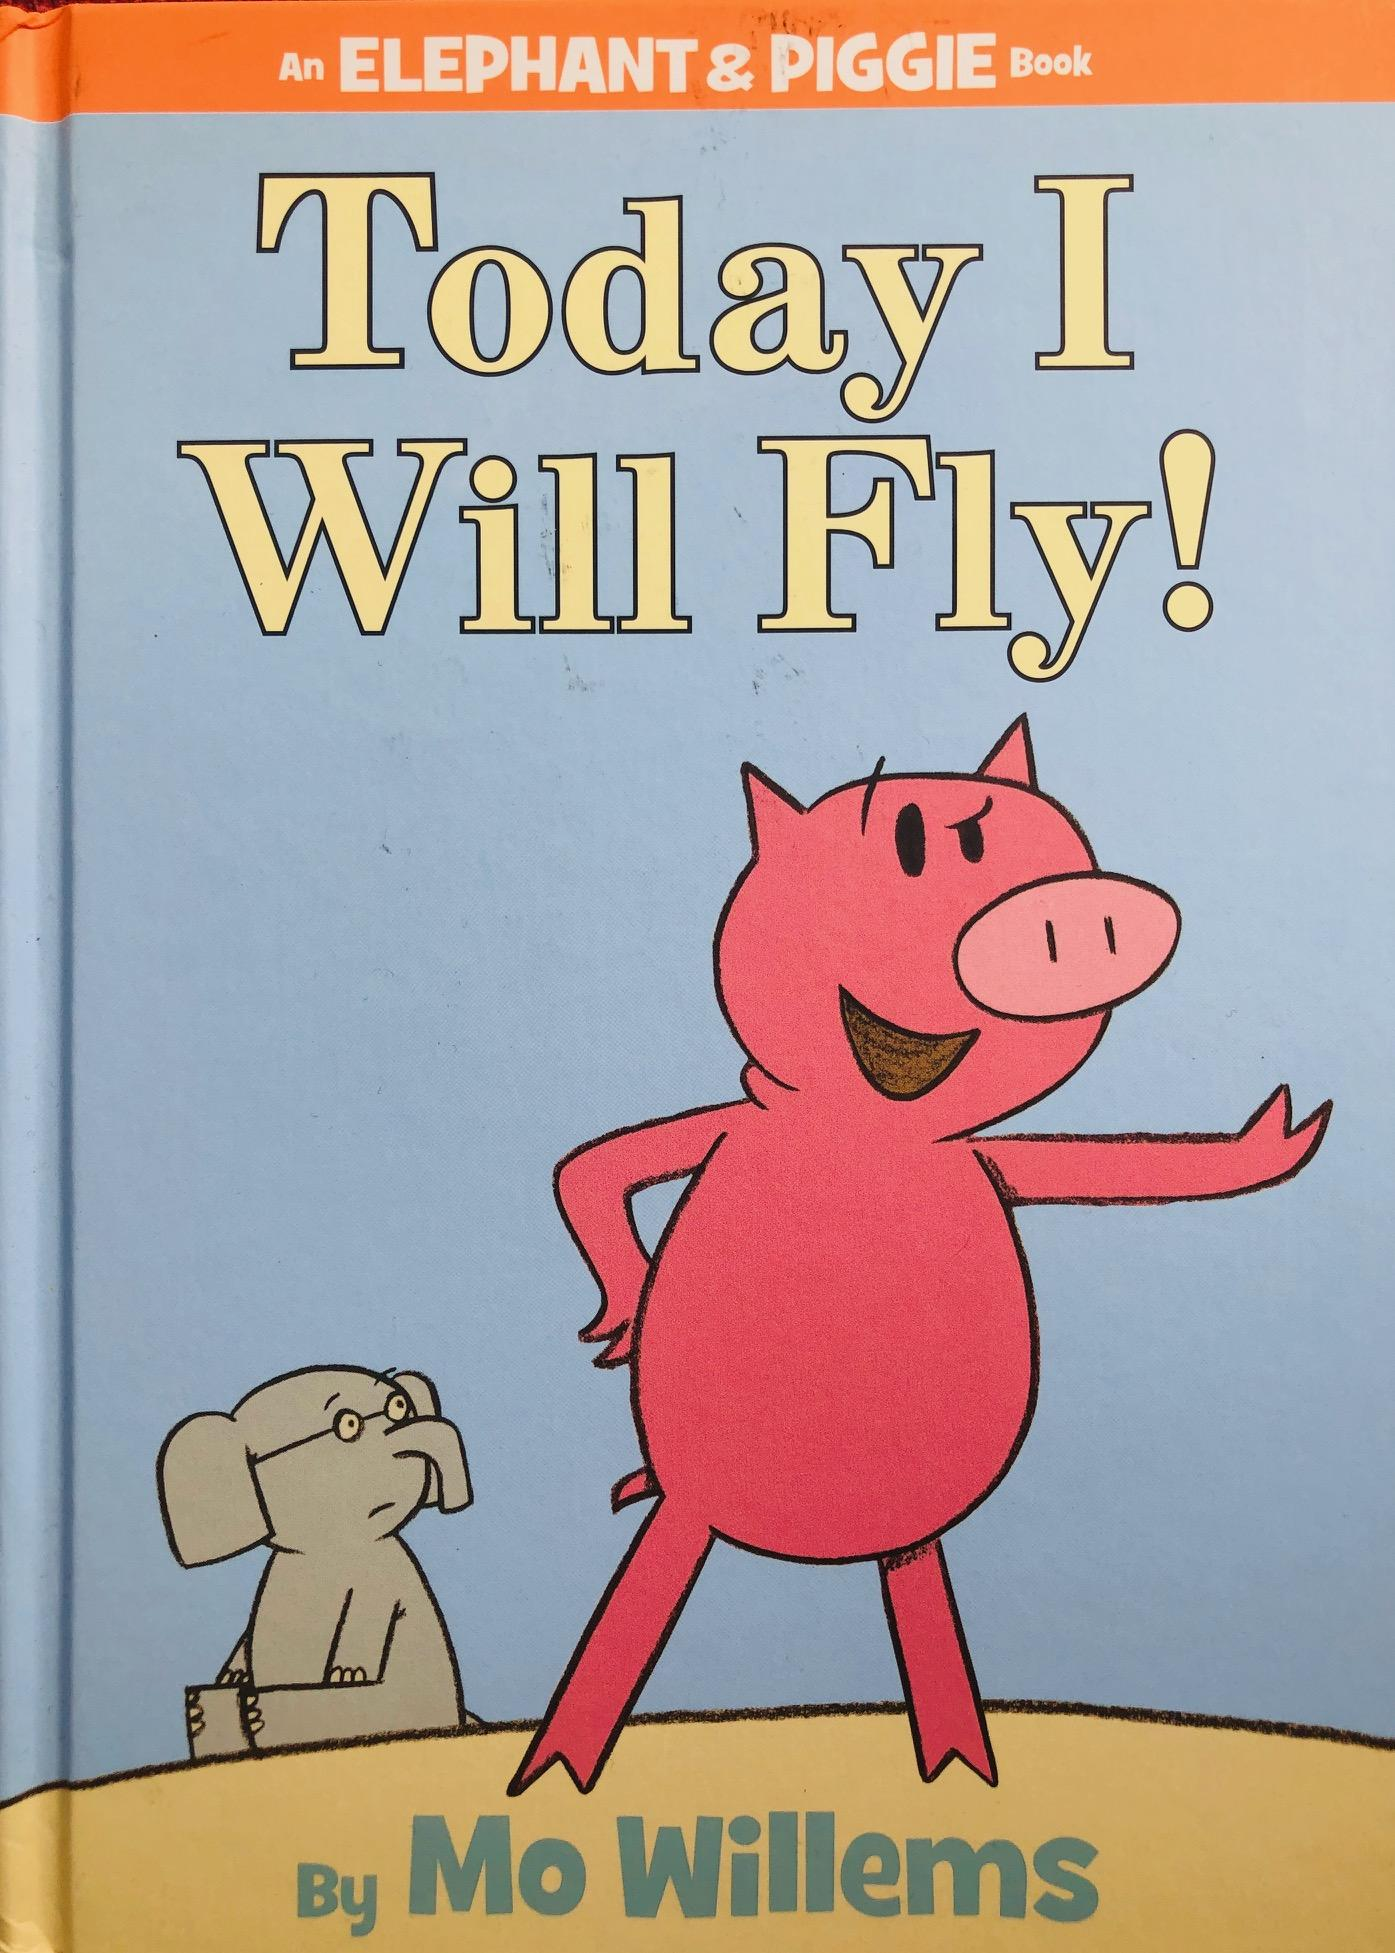 An ELEPHANT & PIGGIE Book
Today I
Will Fly!
By Mo Willems